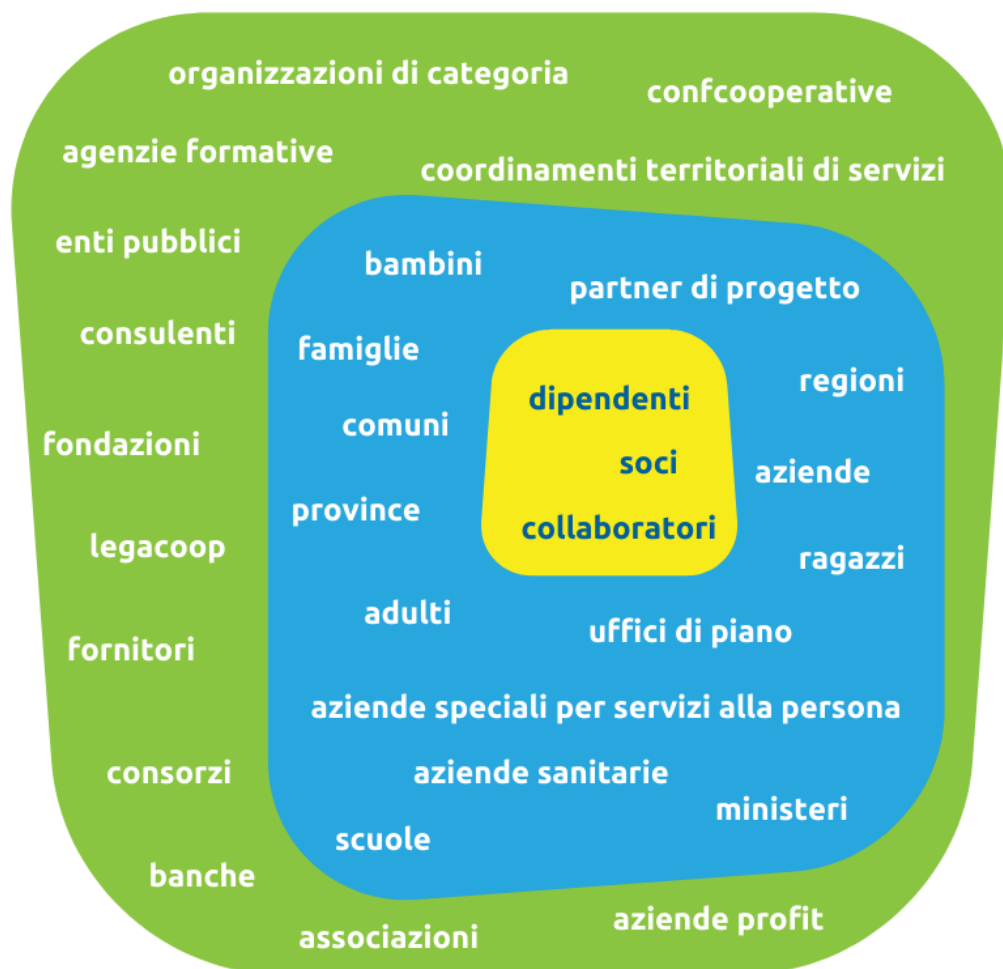 organizzazioni di categoria
confcooperative
agenzie formative
coordinamenti territoriali di servizi
enti pubblici
bambini
partner di progetto
consulenti
famiglie
regioni
dipendenti
comuni
fondazioni
soci
aziende
province
collaboratori
legacoop
ragazzi
adulti
uffici di piano
fornitori
aziende speciali per servizi alla persona
consorzi
aziende sanitarie
ministeri
scuole
banche
aziende profit
associazioni